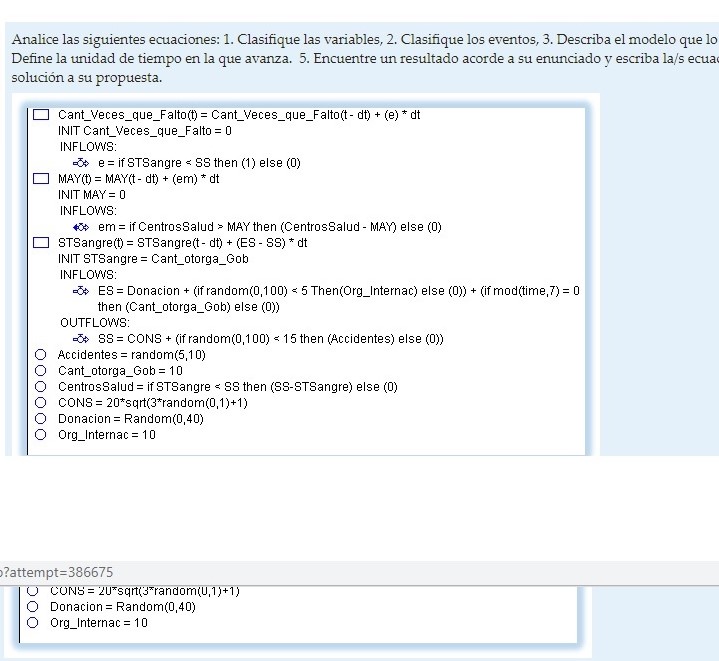 Analice las siguientes ecuaciones: 1. Clasifique las variables, 2. Clasifique los eventos, 3. Describa el modelo que lo
Define la unidad de tiempo en la que avanza. 5. Encuentre un resultado acorde a su enunciado y escriba la/s ecua
solución a su propuesta.
Cant_Veces_que_Falto(t) = Cant_Veces_que_Falto(t - dt) + (e) * dt
INIT Cant_Veces_que_Falto = 0
INFLOWS:
e = if STSangre < SS then (1) else (0)
MAY(t) = MAY(t - dt) + (em) * dt
INIT MAY = 0
INFLOWS:
em = if CentrosSalud > MAY then (CentrosSalud - MAY) else (0)
STSangre(t) = STSangre(t - dt) + (ES - SS) * dt
INIT STSangre = Cant_otorga_Gob
INFLOWS:
ES = Donacion + (if random(0,100) < 5 Then(Org_Internac) else (0)) + (if mod(time,7) = 0
then (Cant_otorga_Gob) else (0))
OUTFLOWS:
SS = CONS + (if random(0,100) < 15 then (Accidentes) else (0))
Accidentes = random(5,10)
Cant_otorga_Gob = 10
CentrosSalud = if STSangre < SS then (SS-STSangre) else (0)
CONS = 20*sqrt(3*random(0,1)+1)
Donacion = Random(0,40)
Org_Internac = 10
?attempt=386675
CONS = 20*sqrt(3*random(0,1)+1)
Donacion = Random(0,40)
Org_Internac = 10